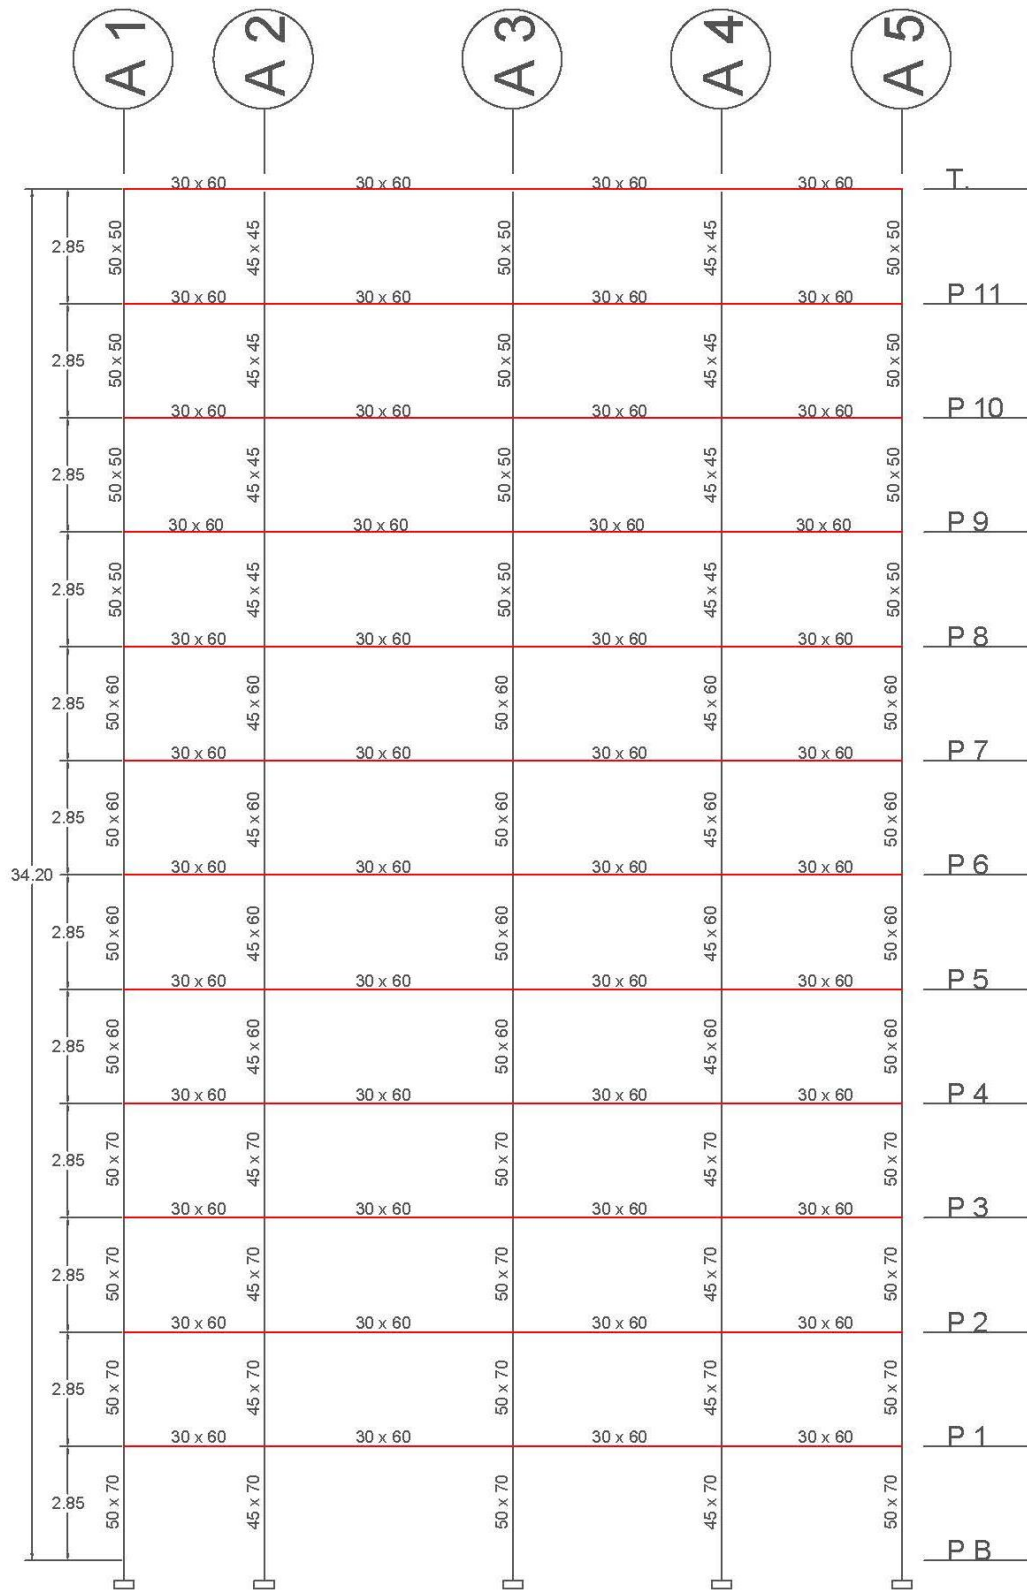 A 1 A 2 A 3 A 4 A 5
30 x 60 30 x 60 30 x 60 30 x 60 T.
2.85 50 x 50 45 x 45 50 x 50 45 x 45 50 x 50
30 x 60 30 x 60 30 x 60 30 x 60 P 11
2.85 50 x 50 45 x 45 50 x 50 45 x 45 50 x 50
30 x 60 30 x 60 30 x 60 30 x 60 P 10
2.85 50 x 50 45 x 45 50 x 50 45 x 45 50 x 50
30 x 60 30 x 60 30 x 60 30 x 60 P 9
2.85 50 x 50 45 x 45 50 x 50 45 x 45 50 x 50
30 x 60 30 x 60 30 x 60 30 x 60 P 8
2.85 50 x 60 45 x 60 50 x 60 45 x 60 50 x 60
30 x 60 30 x 60 30 x 60 30 x 60 P 7
2.85 50 x 60 45 x 60 50 x 60 45 x 60 50 x 60
34.20 30 x 60 30 x 60 30 x 60 30 x 60 P 6
2.85 50 x 60 45 x 60 50 x 60 45 x 60 50 x 60
30 x 60 30 x 60 30 x 60 30 x 60 P 5
2.85 50 x 60 45 x 60 50 x 60 45 x 60 50 x 60
30 x 60 30 x 60 30 x 60 30 x 60 P 4
2.85 50 x 70 45 x 70 50 x 70 45 x 70 50 x 70
30 x 60 30 x 60 30 x 60 30 x 60 P 3
2.85 50 x 70 45 x 70 50 x 70 45 x 70 50 x 70
30 x 60 30 x 60 30 x 60 30 x 60 P 2
2.85 50 x 70 45 x 70 50 x 70 45 x 70 50 x 70
30 x 60 30 x 60 30 x 60 30 x 60 P 1
2.85 50 x 70 45 x 70 50 x 70 45 x 70 50 x 70
P B